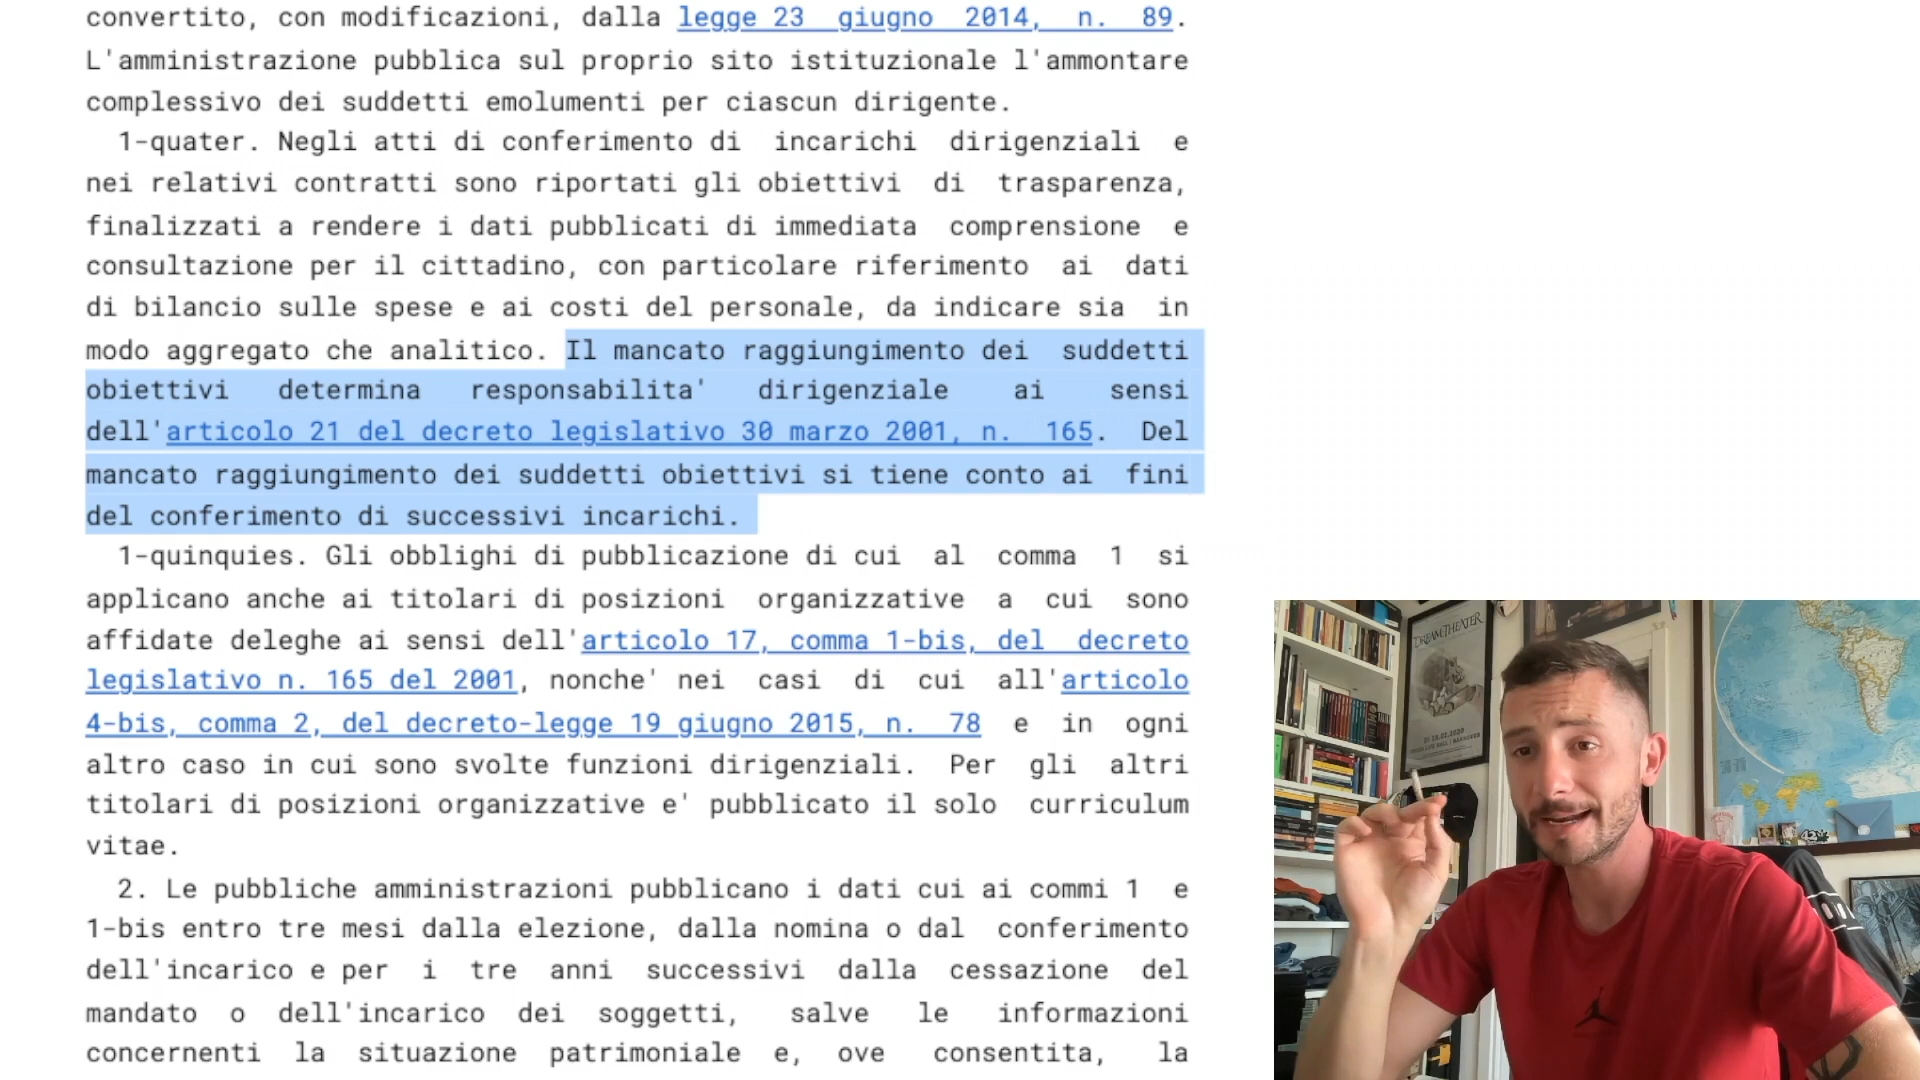 convertito, con modificazioni, dalla legge 23 giugno 2014, n. 89.
L'amministrazione pubblica sul proprio sito istituzionale l'ammontare
complessivo dei suddetti emolumenti per ciascun dirigente.
1-quater. Negli atti di conferimento di incarichi dirigenziali e
nei relativi contratti sono riportati gli obiettivi di trasparenza,
finalizzati a rendere i dati pubblicati di immediata comprensione e
consultazione per il cittadino, con particolare riferimento ai dati
di bilancio sulle spese e ai costi del personale, da indicare sia in
modo aggregato che analitico. Il mancato raggiungimento dei suddetti
obiettivi determina responsabilita' dirigenziale ai sensi
dell'articolo 21 del decreto legislativo 30 marzo 2001, n. 165. Del
mancato raggiungimento dei suddetti obiettivi si tiene conto ai fini
del conferimento di successivi incarichi.
1-quinquies. Gli obblighi di pubblicazione di cui al comma 1 si
applicano anche ai titolari di posizioni organizzative a cui sono
affidate deleghe ai sensi dell'articolo 17, comma 1-bis, del decreto
legislativo n. 165 del 2001, nonche' nei casi di cui all'articolo
4-bis, comma 2, del decreto-legge 19 giugno 2015, n. 78 e in ogni
altro caso in cui sono svolte funzioni dirigenziali. Per gli altri
titolari di posizioni organizzative e' pubblicato il solo curriculum
vitae.
2. Le pubbliche amministrazioni pubblicano i dati cui ai commi 1 e
1-bis entro tre mesi dalla elezione, dalla nomina o dal conferimento
dell'incarico e per i tre anni successivi dalla cessazione del
mandato o dell'incarico dei soggetti, salve le informazioni
concernenti la situazione patrimoniale e, ove consentita, la
DREAM THEATER